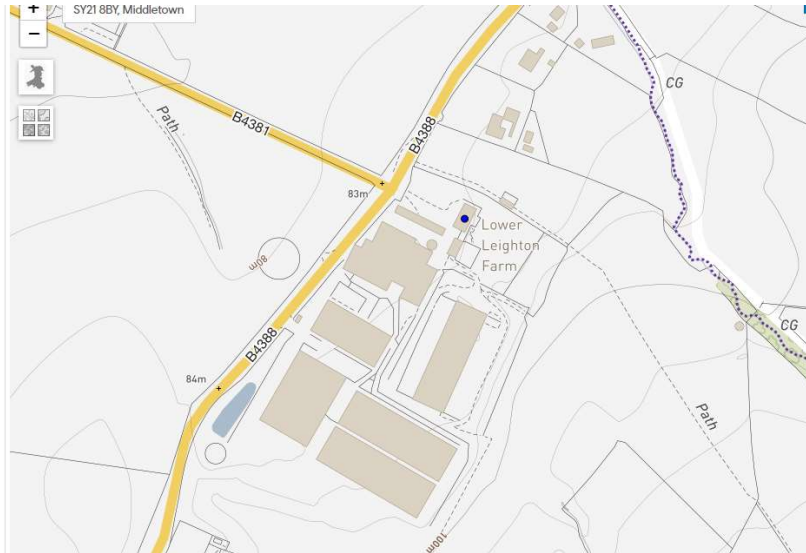 +
SY21 8BY, Middletown
−
CG
Path
B4381
B4388
83m
Lower
Leighton
Farm
80m
CG
B4388
84m
Path
100m